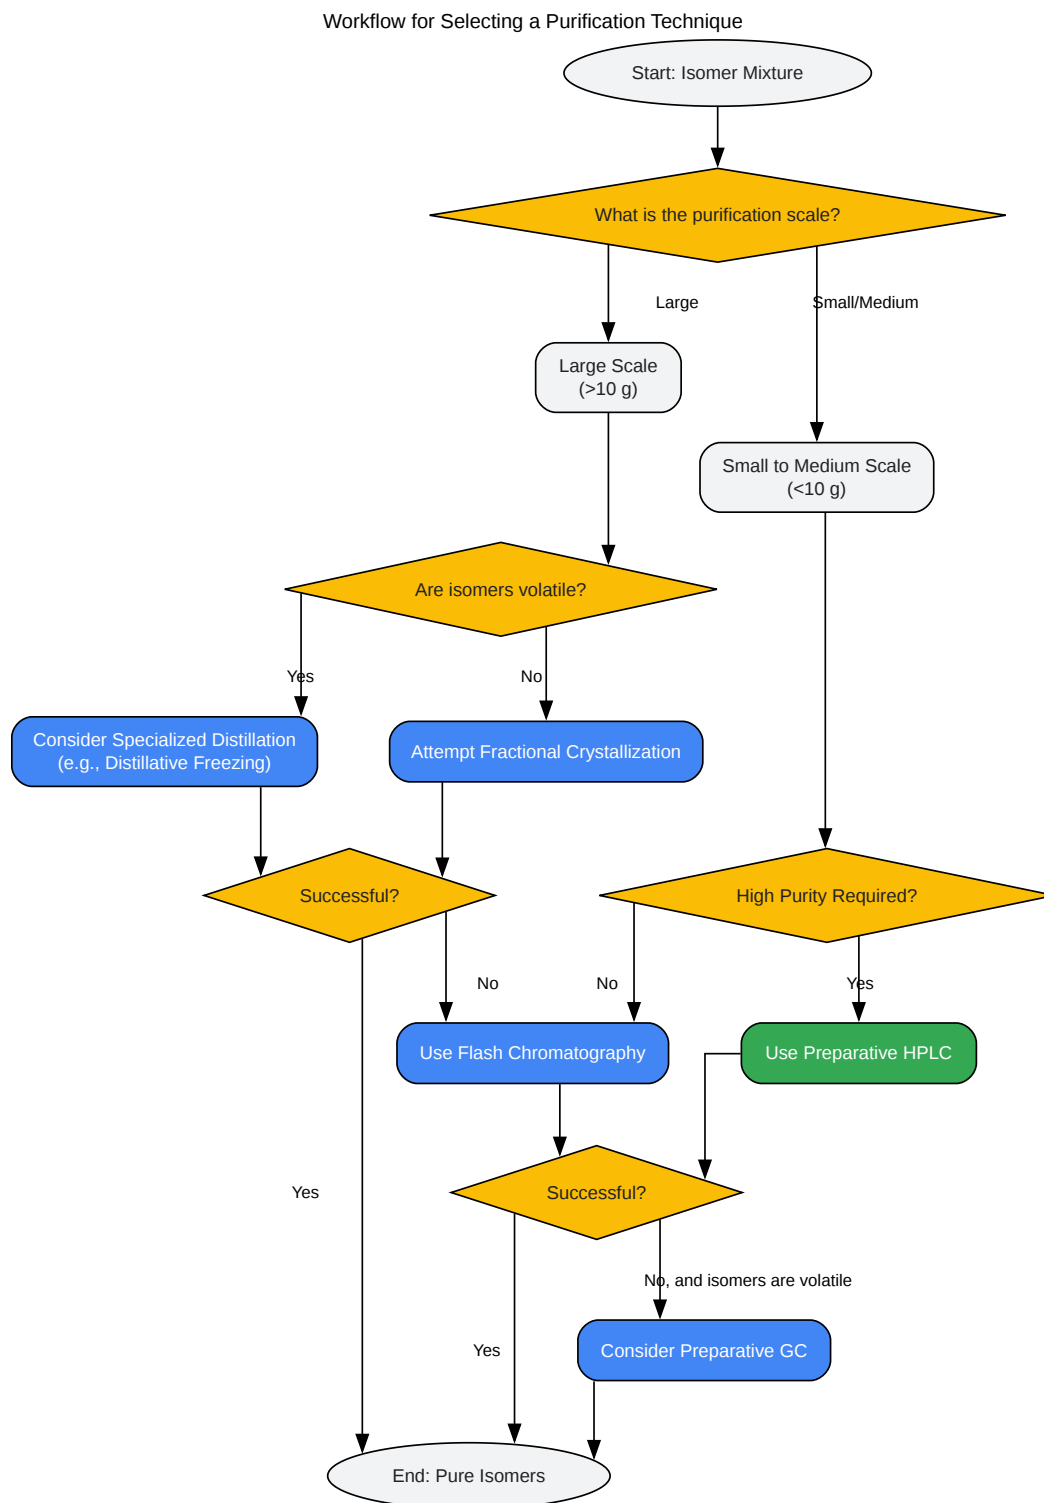 Workflow for Selecting a Purification Technique
Start: Isomer Mixture
What is the purification scale?
Large
Small/Medium
Large Scale
(>10 g)
Small to Medium Scale
(<10 g)
Are isomers volatile?
Yes
No
Consider Specialized Distillation
(e.g., Distillative Freezing)
Attempt Fractional Crystallization
Successful?
High Purity Required?
No
No
Yes
Use Flash Chromatography
Use Preparative HPLC
Yes
Successful?
No, and isomers are volatile
Yes
Consider Preparative GC
End: Pure Isomers